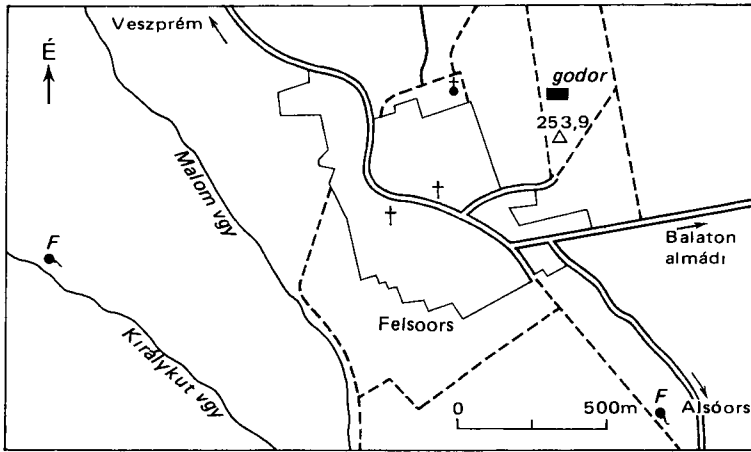 Veszprém
É
godor
253,9
Malom vgy
F
Balaton
almádi
Királykut vgy
Felsoors
0 500m
F
Alsóors